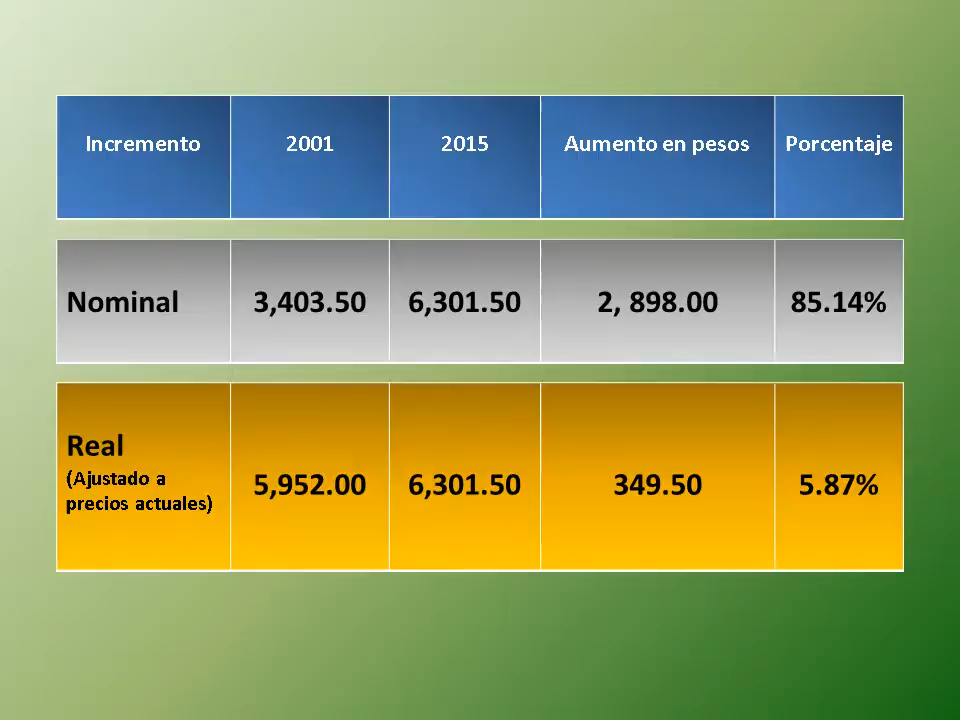 Incremento 2001 2015 Aumento en pesos Porcentaje
Nominal 3,403.50 6,301.50 2, 898.00 85.14%
Real
(Ajustado a
precios actuales) 5,952.00 6,301.50 349.50 5.87%